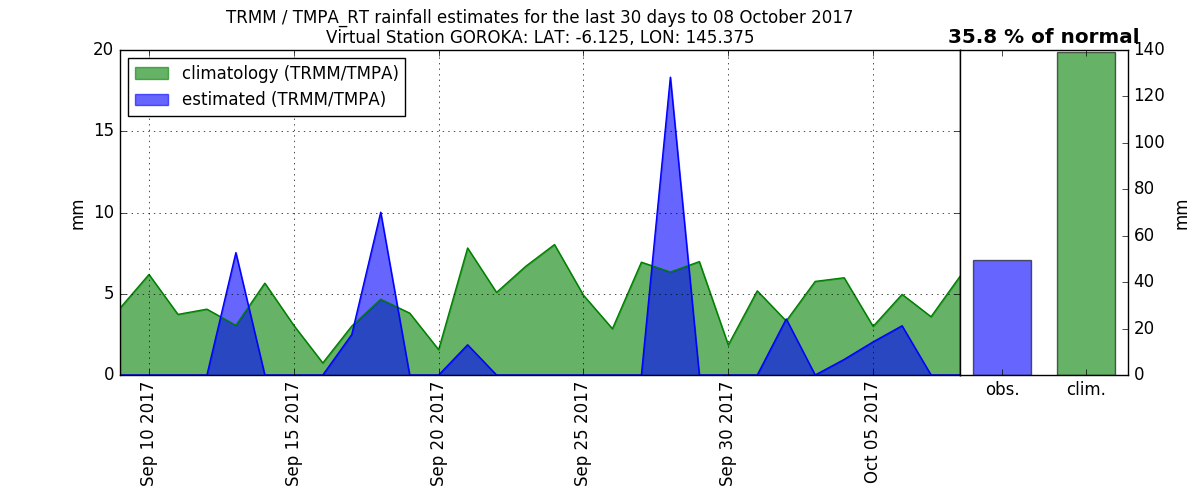 TRMM / TMPA_RT rainfall estimates for the last 30 days to 08 October 2017
Virtual Station GOROKA: LAT: -6.125, LON: 145.375
35.8 % of normal
climatology (TRMM/TMPA)
estimated (TRMM/TMPA)
20
15
10
5
0
mm
140
120
100
80
60
40
20
0
mm
Sep 10 2017
Sep 15 2017
Sep 20 2017
Sep 25 2017
Sep 30 2017
Oct 05 2017
obs.
clim.